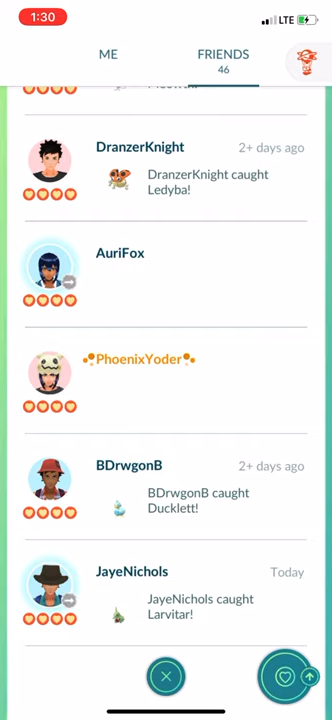 1:30
LTE
ME
FRIENDS
46
DranzerKnight
2+ days ago
DranzerKnight caught
Ledyba!
AuriFox
PhoenixYoder
BDrwgonB
2+ days ago
BDrwgonB caught
Ducklett!
JayeNichols
Today
JayeNichols caught
Larvitar!